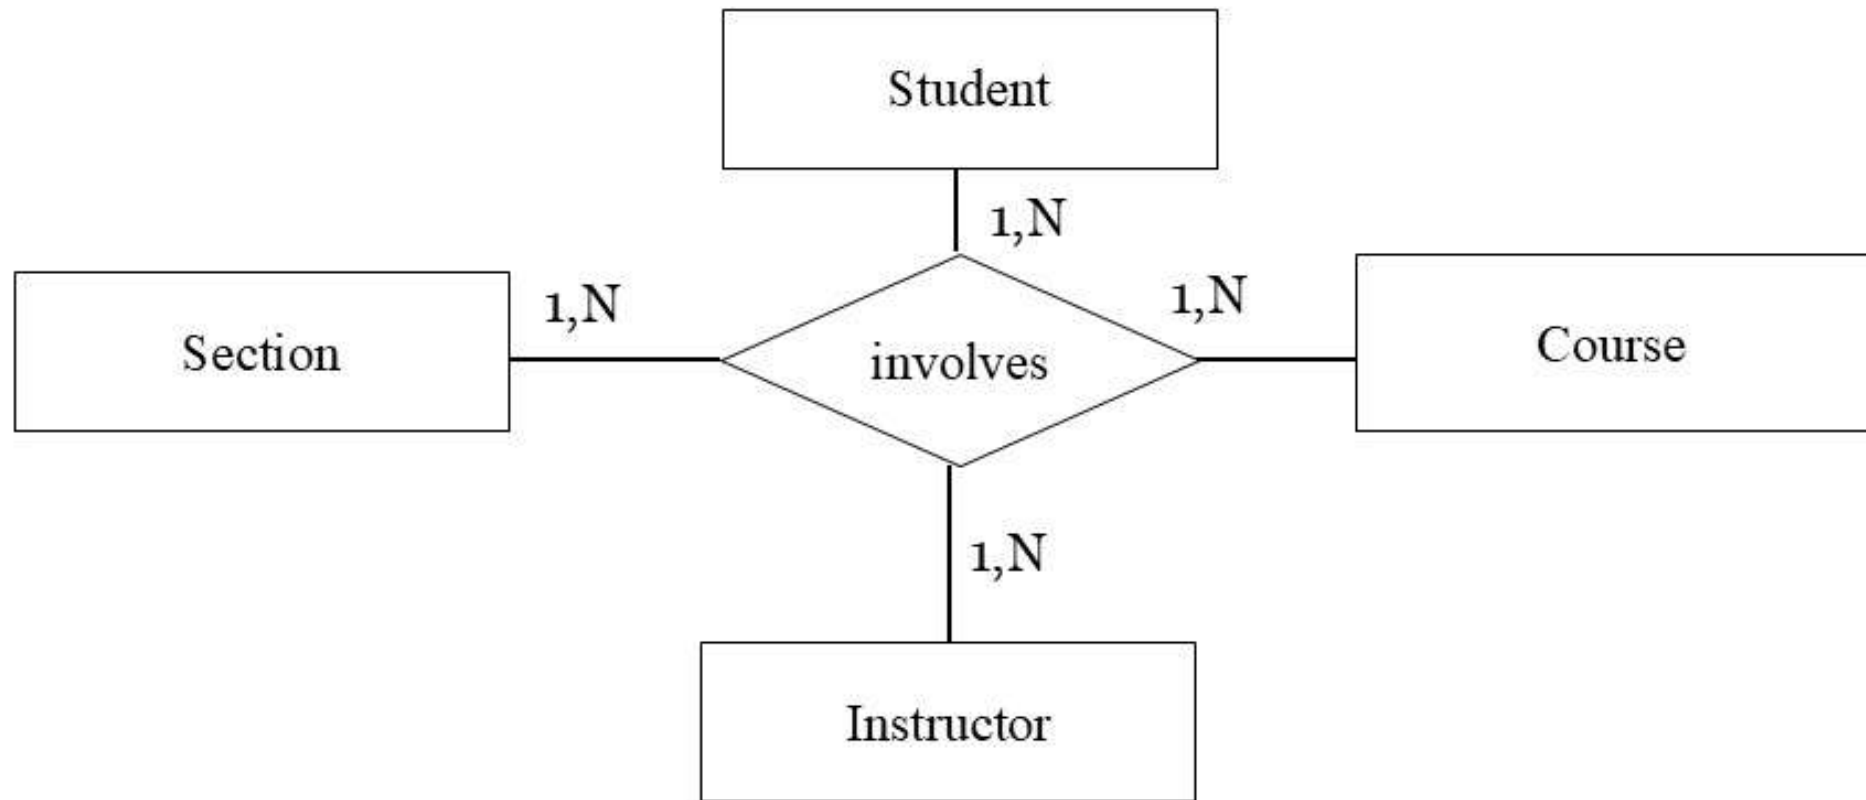 Student
1,N
1,N
1,N
Section
involves
Course
1,N
Instructor